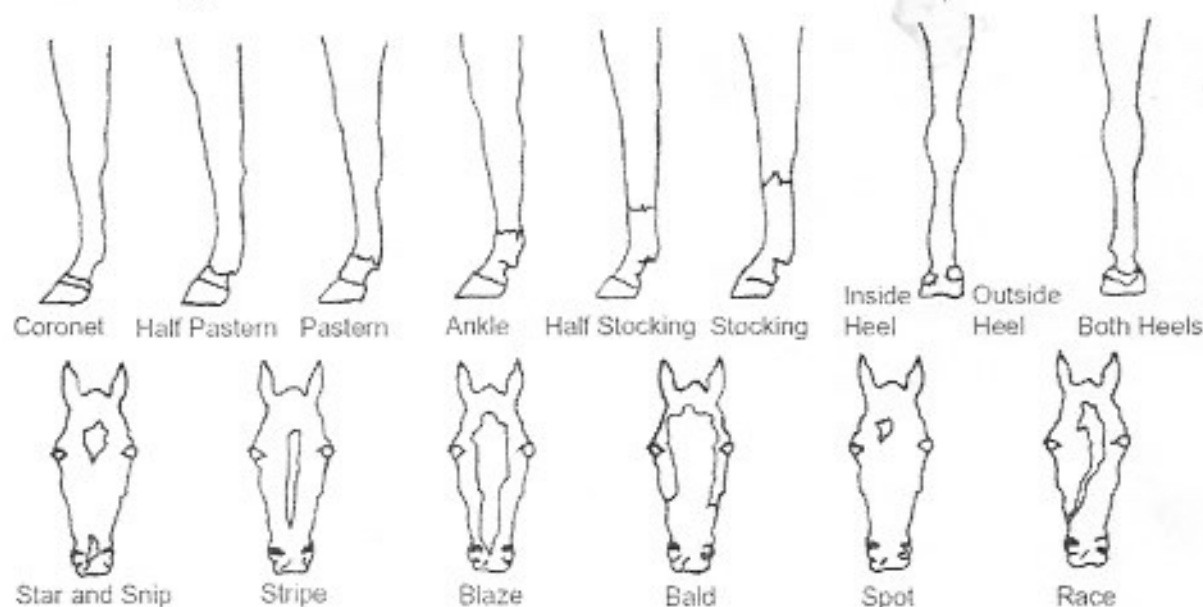 Coronet Half Pastern Pastern Ankle Half Stocking Stocking Inside Heel Outside Heel Both Heels
Star and Snip Stripe Blaze Bald Spot Race